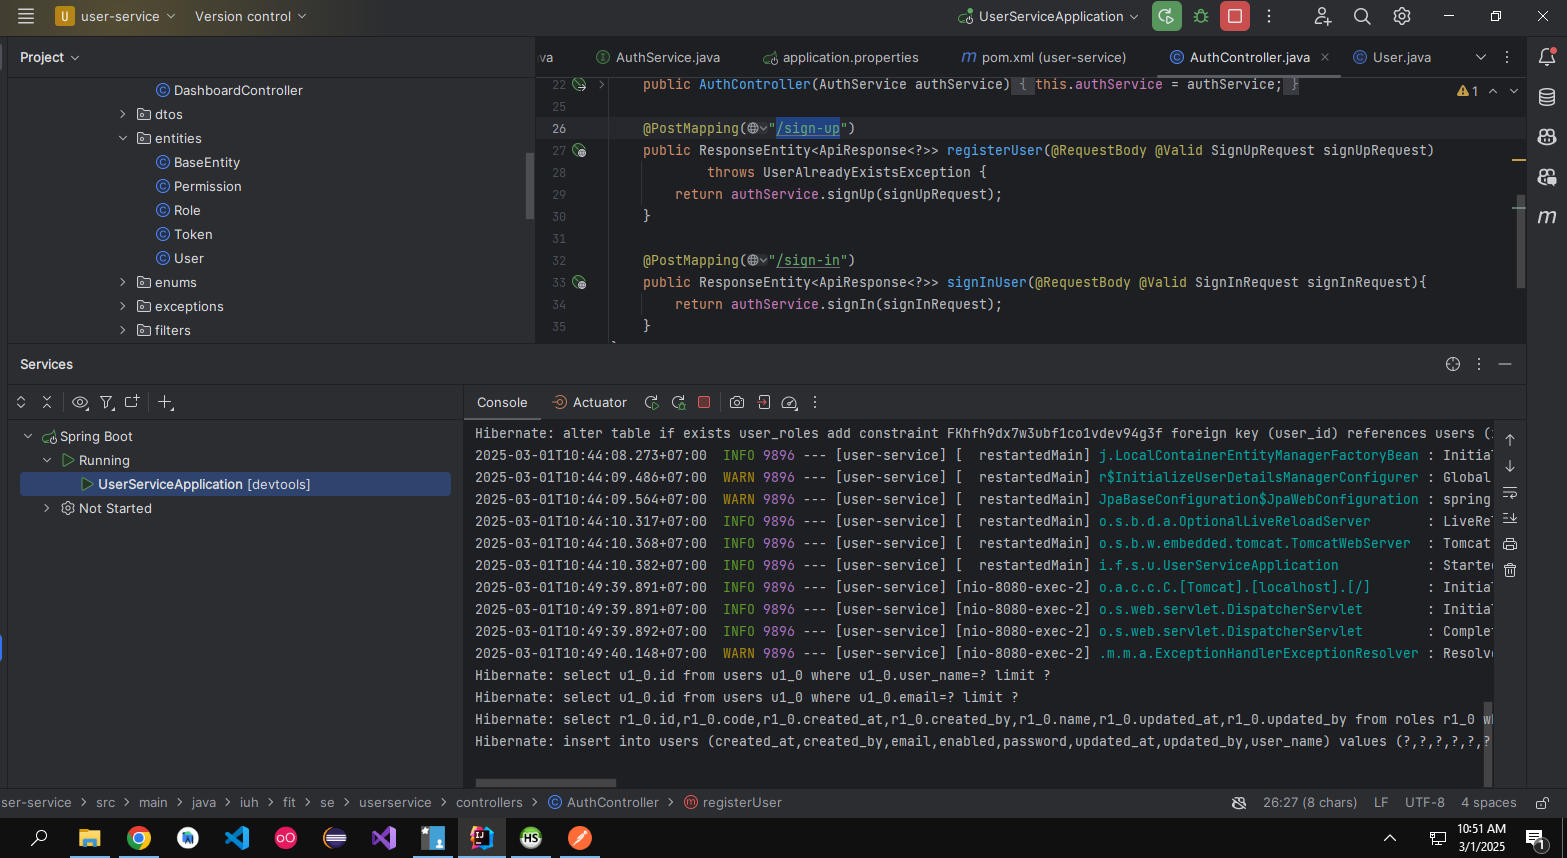 U user-service Version control UserServiceApplication
Project
AuthService.java application.properties m pom.xml (user-service) AuthController.java User.java
DashboardController
dtos
entities
BaseEntity
Permission
Role
Token
User
enums
exceptions
filters
22 public AuthController(AuthService authService) { this.authService = authService; }
25
26 @PostMapping("/sign-up")
27 public ResponseEntity<ApiResponse<?>> registerUser(@RequestBody @Valid SignUpRequest signUpRequest)
28 throws UserAlreadyExistsException {
29 return authService.signUp(signUpRequest);
30 }
31
32 @PostMapping("/sign-in")
33 public ResponseEntity<ApiResponse<?>> signInUser(@RequestBody @Valid SignInRequest signInRequest){
34 return authService.signIn(signInRequest);
35 }
1
m
Services
Console Actuator
Spring Boot
Running
UserServiceApplication [devtools]
Not Started
Hibernate: alter table if exists user_roles add constraint FKhfh9dx7w3ubf1co1vdev94g3f foreign key (user_id) references users (
2025-03-01T10:44:08.273+07:00 INFO 9896 --- [user-service] [ restartedMain] j.LocalContainerEntityManagerFactoryBean : Initia
2025-03-01T10:44:09.486+07:00 WARN 9896 --- [user-service] [ restartedMain] r$InitializeUserDetailsManagerConfigurer : Global
2025-03-01T10:44:09.564+07:00 WARN 9896 --- [user-service] [ restartedMain] JpaBaseConfiguration$JpaWebConfiguration : spring
2025-03-01T10:44:10.317+07:00 INFO 9896 --- [user-service] [ restartedMain] o.s.b.d.a.OptionalLiveReloadServer : LiveRe
2025-03-01T10:44:10.368+07:00 INFO 9896 --- [user-service] [ restartedMain] o.s.b.w.embedded.tomcat.TomcatWebServer : Tomcat
2025-03-01T10:44:10.382+07:00 INFO 9896 --- [user-service] [ restartedMain] i.f.s.u.UserServiceApplication : Started
2025-03-01T10:49:39.891+07:00 INFO 9896 --- [user-service] [nio-8080-exec-2] o.a.c.c.C.[Tomcat].[localhost].[/] : Initia
2025-03-01T10:49:39.891+07:00 INFO 9896 --- [user-service] [nio-8080-exec-2] o.s.web.servlet.DispatcherServlet : Initia
2025-03-01T10:49:39.892+07:00 INFO 9896 --- [user-service] [nio-8080-exec-2] o.s.web.servlet.DispatcherServlet : Complet
2025-03-01T10:49:40.148+07:00 WARN 9896 --- [user-service] [nio-8080-exec-2] .m.m.a.ExceptionHandlerExceptionResolver : Resolve
Hibernate: select u1_0.id from users u1_0 where u1_0.user_name=? limit ?
Hibernate: select u1_0.id from users u1_0 where u1_0.email=? limit ?
Hibernate: select r1_0.id,r1_0.code,r1_0.created_at,r1_0.created_by,r1_0.name,r1_0.updated_at,r1_0.updated_by from roles r1_0 wh
Hibernate: insert into users (created_at,created_by,email,enabled,password,updated_at,updated_by,user_name) values (?,?,?,?,?,?
ser-service > src > main > java > iuh > fit > se > userservice > controllers > AuthController > registerUser 26:27 (8 chars) LF UTF-8 4 spaces
HS
10:51 AM
3/1/2025
1